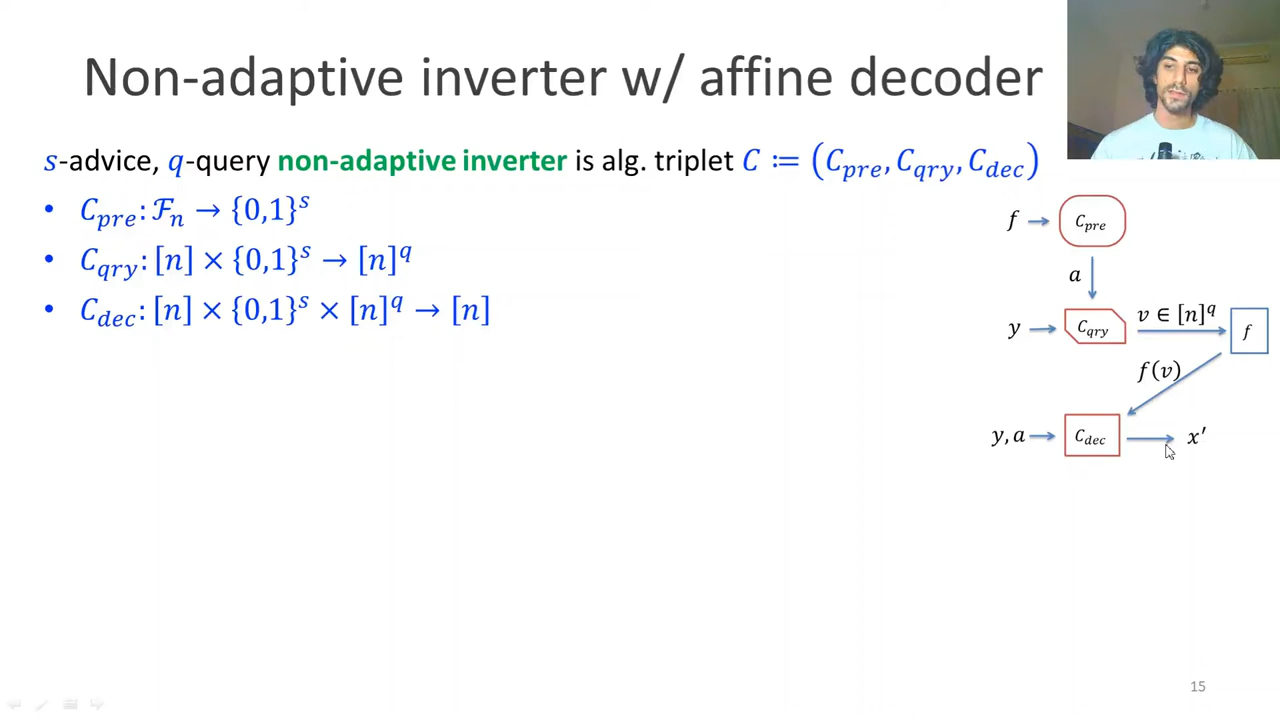 Non-adaptive inverter w/ affine decoder
s-advice, q-query non-adaptive inverter is alg. triplet C ≔ (C_pre, C_qry, C_dec)
• C_pre: ℱ_n → {0,1}^s
• C_qry: [n] × {0,1}^s → [n]^q
• C_dec: [n] × {0,1}^s × [n]^q → [n]
f → C_pre
a
y → C_qry v ∈ [n]^q f
f(v)
y, a → C_dec → x′
15